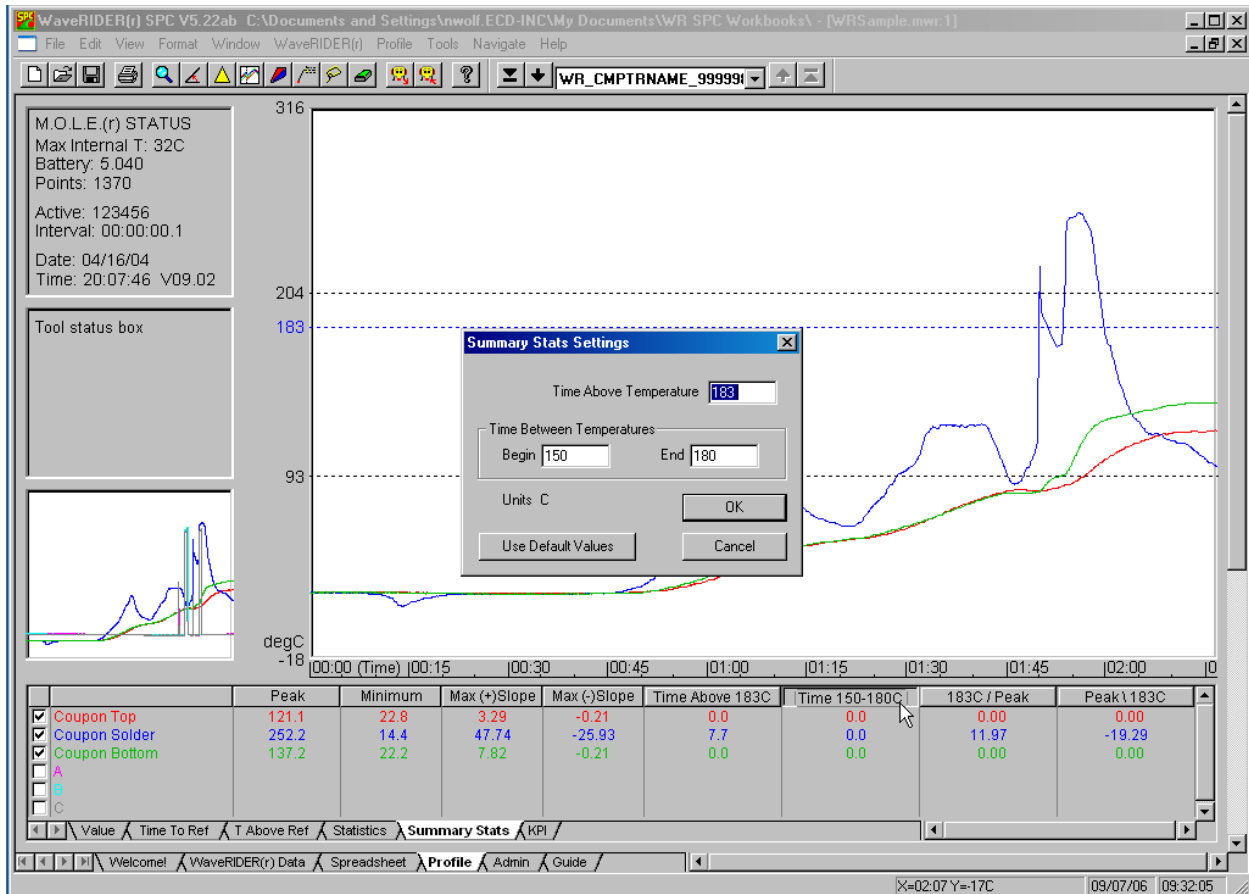 WaveRIDER(r) SPC V5.22ab  C:\Documents and Settings\nwolf.ECD-INC\My Documents\WR SPC Workbooks\ - [WRSample.mwr:1]
File Edit View Format Window WaveRIDER(r) Profile Tools Navigate Help
WR_CMPTRNAME_99999
M.O.L.E.(r) STATUS
Max Internal T: 32C
Battery: 5.040
Points: 1370
Active: 123456
Interval: 00:00:00.1
Date: 04/16/04
Time: 20:07:46 V09.02
Tool status box
316
204
183
93
degC
-18
|00:00 (Time) |00:15 |00:30 |00:45 |01:00 |01:15 |01:30 |01:45 |02:00 |0
Summary Stats Settings
Time Above Temperature 183
Time Between Temperatures
Begin 150 End 180
Units C
OK
Use Default Values
Cancel
Peak Minimum Max (+)Slope Max (-)Slope Time Above 183C Time 150-180C 183C / Peak Peak \ 183C
Coupon Top 121.1 22.8 3.29 -0.21 0.0 0.0 0.00 0.00
Coupon Solder 252.2 14.4 47.74 -25.93 7.7 0.0 11.97 -19.29
Coupon Bottom 137.2 22.2 7.82 -0.21 0.0 0.0 0.00 0.00
A
B
C
Value Time To Ref T Above Ref Statistics Summary Stats KPI
Welcome! WaveRIDER(r) Data Spreadsheet Profile Admin Guide
X=02:07 Y=-17C 09/07/06 09:32:05